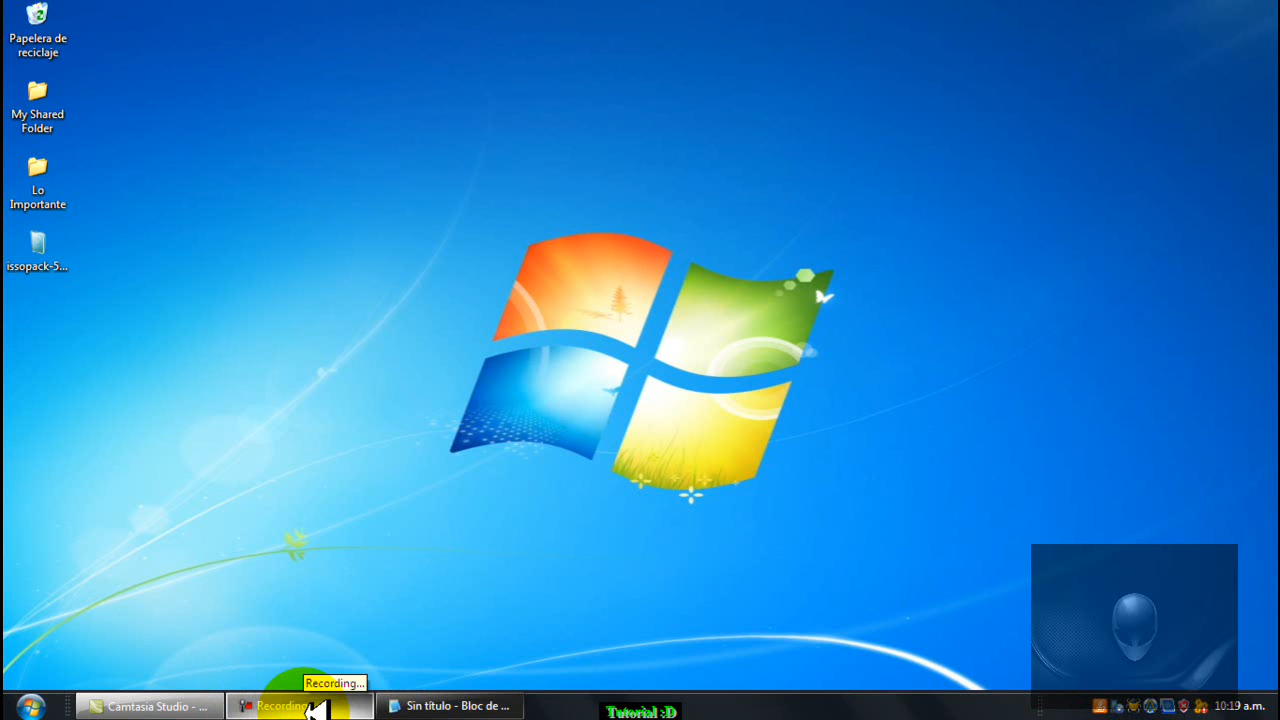 Papelera de
reciclaje
My Shared
Folder
Lo
Importante
issopack-5...
Recording...
Camtasia Studio - ...
Recording
Sin título - Bloc de ...
Tutorial :D
10:19 a.m.